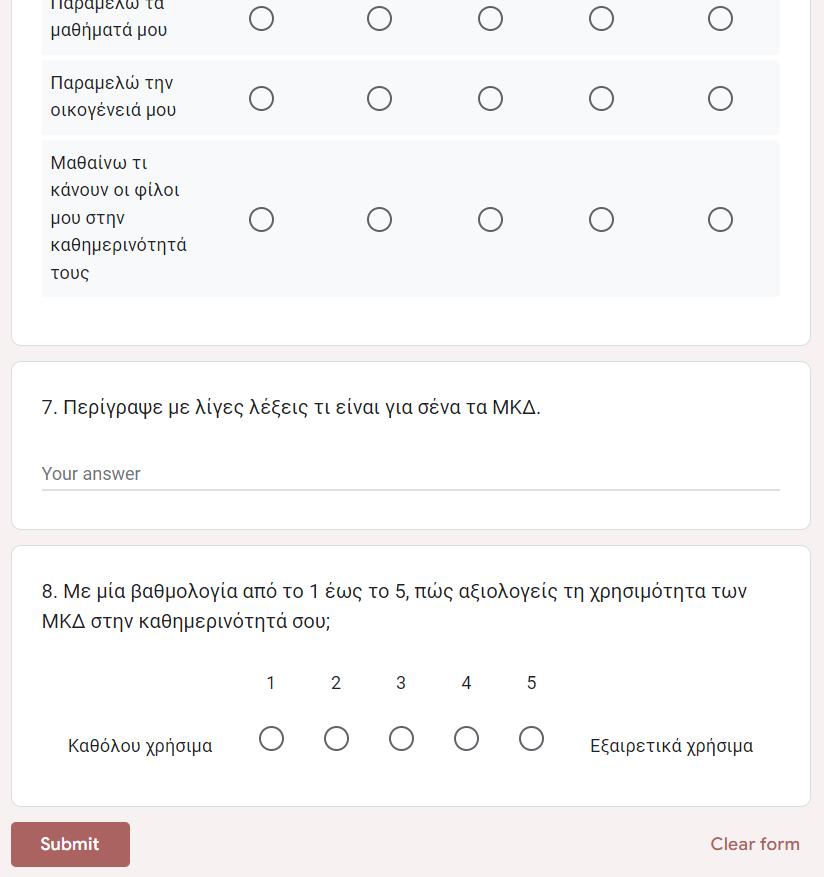 Παραμελώ τα
μαθήματά μου
Παραμελώ την
οικογένειά μου
Μαθαίνω τι
κάνουν οι φίλοι
μου στην
καθημερινότητά
τους
7. Περίγραψε με λίγες λέξεις τι είναι για σένα τα ΜΚΔ.
Your answer
8. Με μία βαθμολογία από το 1 έως το 5, πώς αξιολογείς τη χρησιμότητα των
ΜΚΔ στην καθημερινότητά σου;
1 2 3 4 5
Καθόλου χρήσιμα Εξαιρετικά χρήσιμα
Submit Clear form